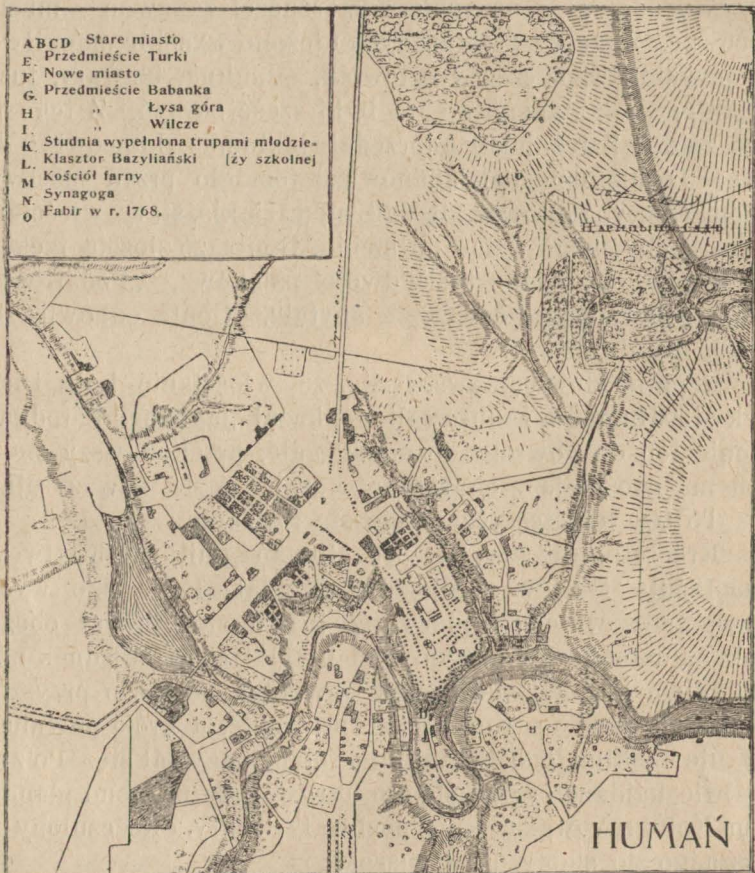 ABCD Stare miasto
E. Przedmieście Turki
F. Nowe miasto
G. Przedmieście Babanka
H „ Łysa góra
I. „ Wilcze
K. Studnia wypełniona trupami młodzie-
L. Klasztor Bazyliański [ży szkolnej
M Kościół farny
N. Synagoga
O Fabir w r. 1768.
HUMAŃ